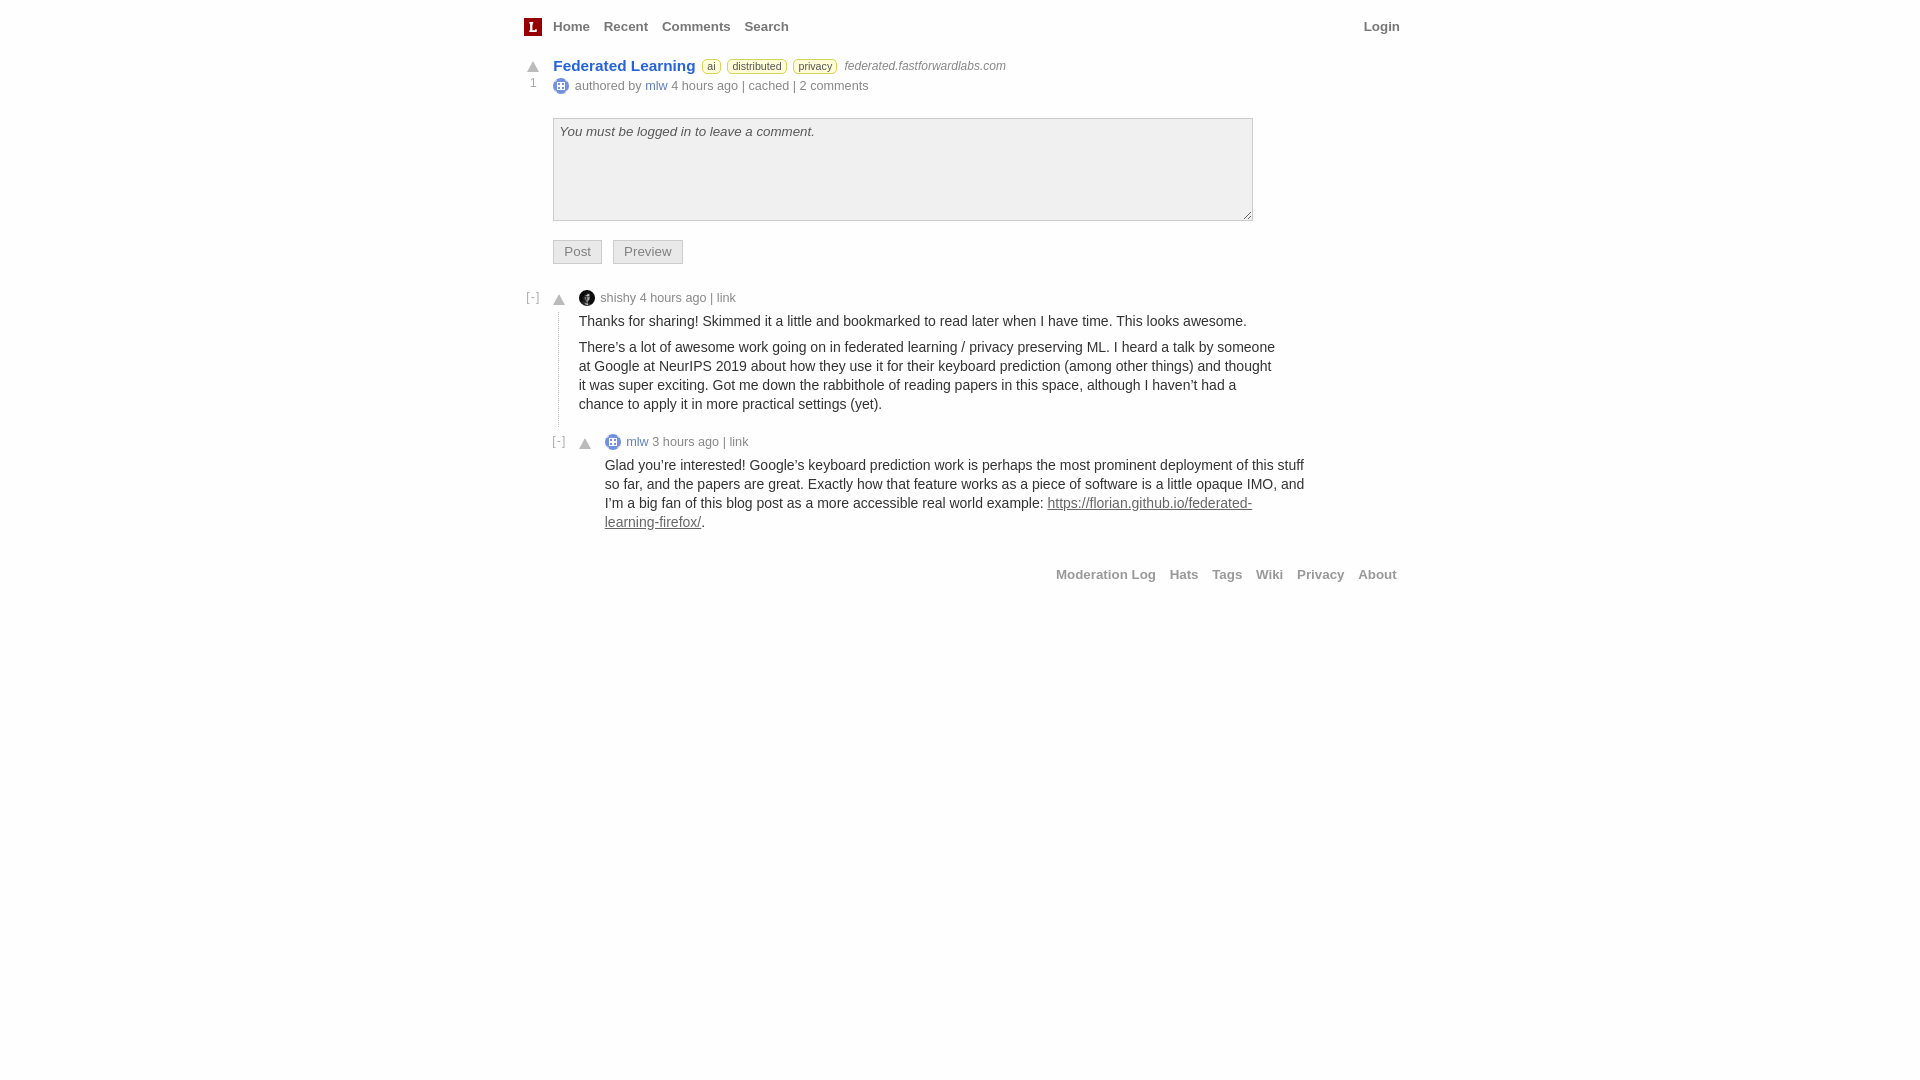 L Home Recent Comments Search Login
Federated Learning ai distributed privacy federated.fastforwardlabs.com
1 authored by mlw 4 hours ago | cached | 2 comments
You must be logged in to leave a comment.
Post Preview
[-] shishy 4 hours ago | link
Thanks for sharing! Skimmed it a little and bookmarked to read later when I have time. This looks awesome.
There’s a lot of awesome work going on in federated learning / privacy preserving ML. I heard a talk by someone
at Google at NeurIPS 2019 about how they use it for their keyboard prediction (among other things) and thought
it was super exciting. Got me down the rabbithole of reading papers in this space, although I haven’t had a
chance to apply it in more practical settings (yet).
[-] mlw 3 hours ago | link
Glad you’re interested! Google’s keyboard prediction work is perhaps the most prominent deployment of this stuff
so far, and the papers are great. Exactly how that feature works as a piece of software is a little opaque IMO, and
I’m a big fan of this blog post as a more accessible real world example: https://florian.github.io/federated-
learning-firefox/.
Moderation Log Hats Tags Wiki Privacy About